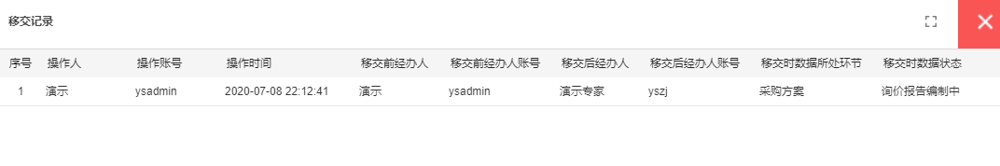 移交记录
序号 操作人 操作账号 操作时间 移交前经办人 移交前经办人账号 移交后经办人 移交后经办人账号 移交时数据所处环节 移交时数据状态
1 演示 ysadmin 2020-07-08 22:12:41 演示 ysadmin 演示专家 yszj 采购方案 询价报告编制中